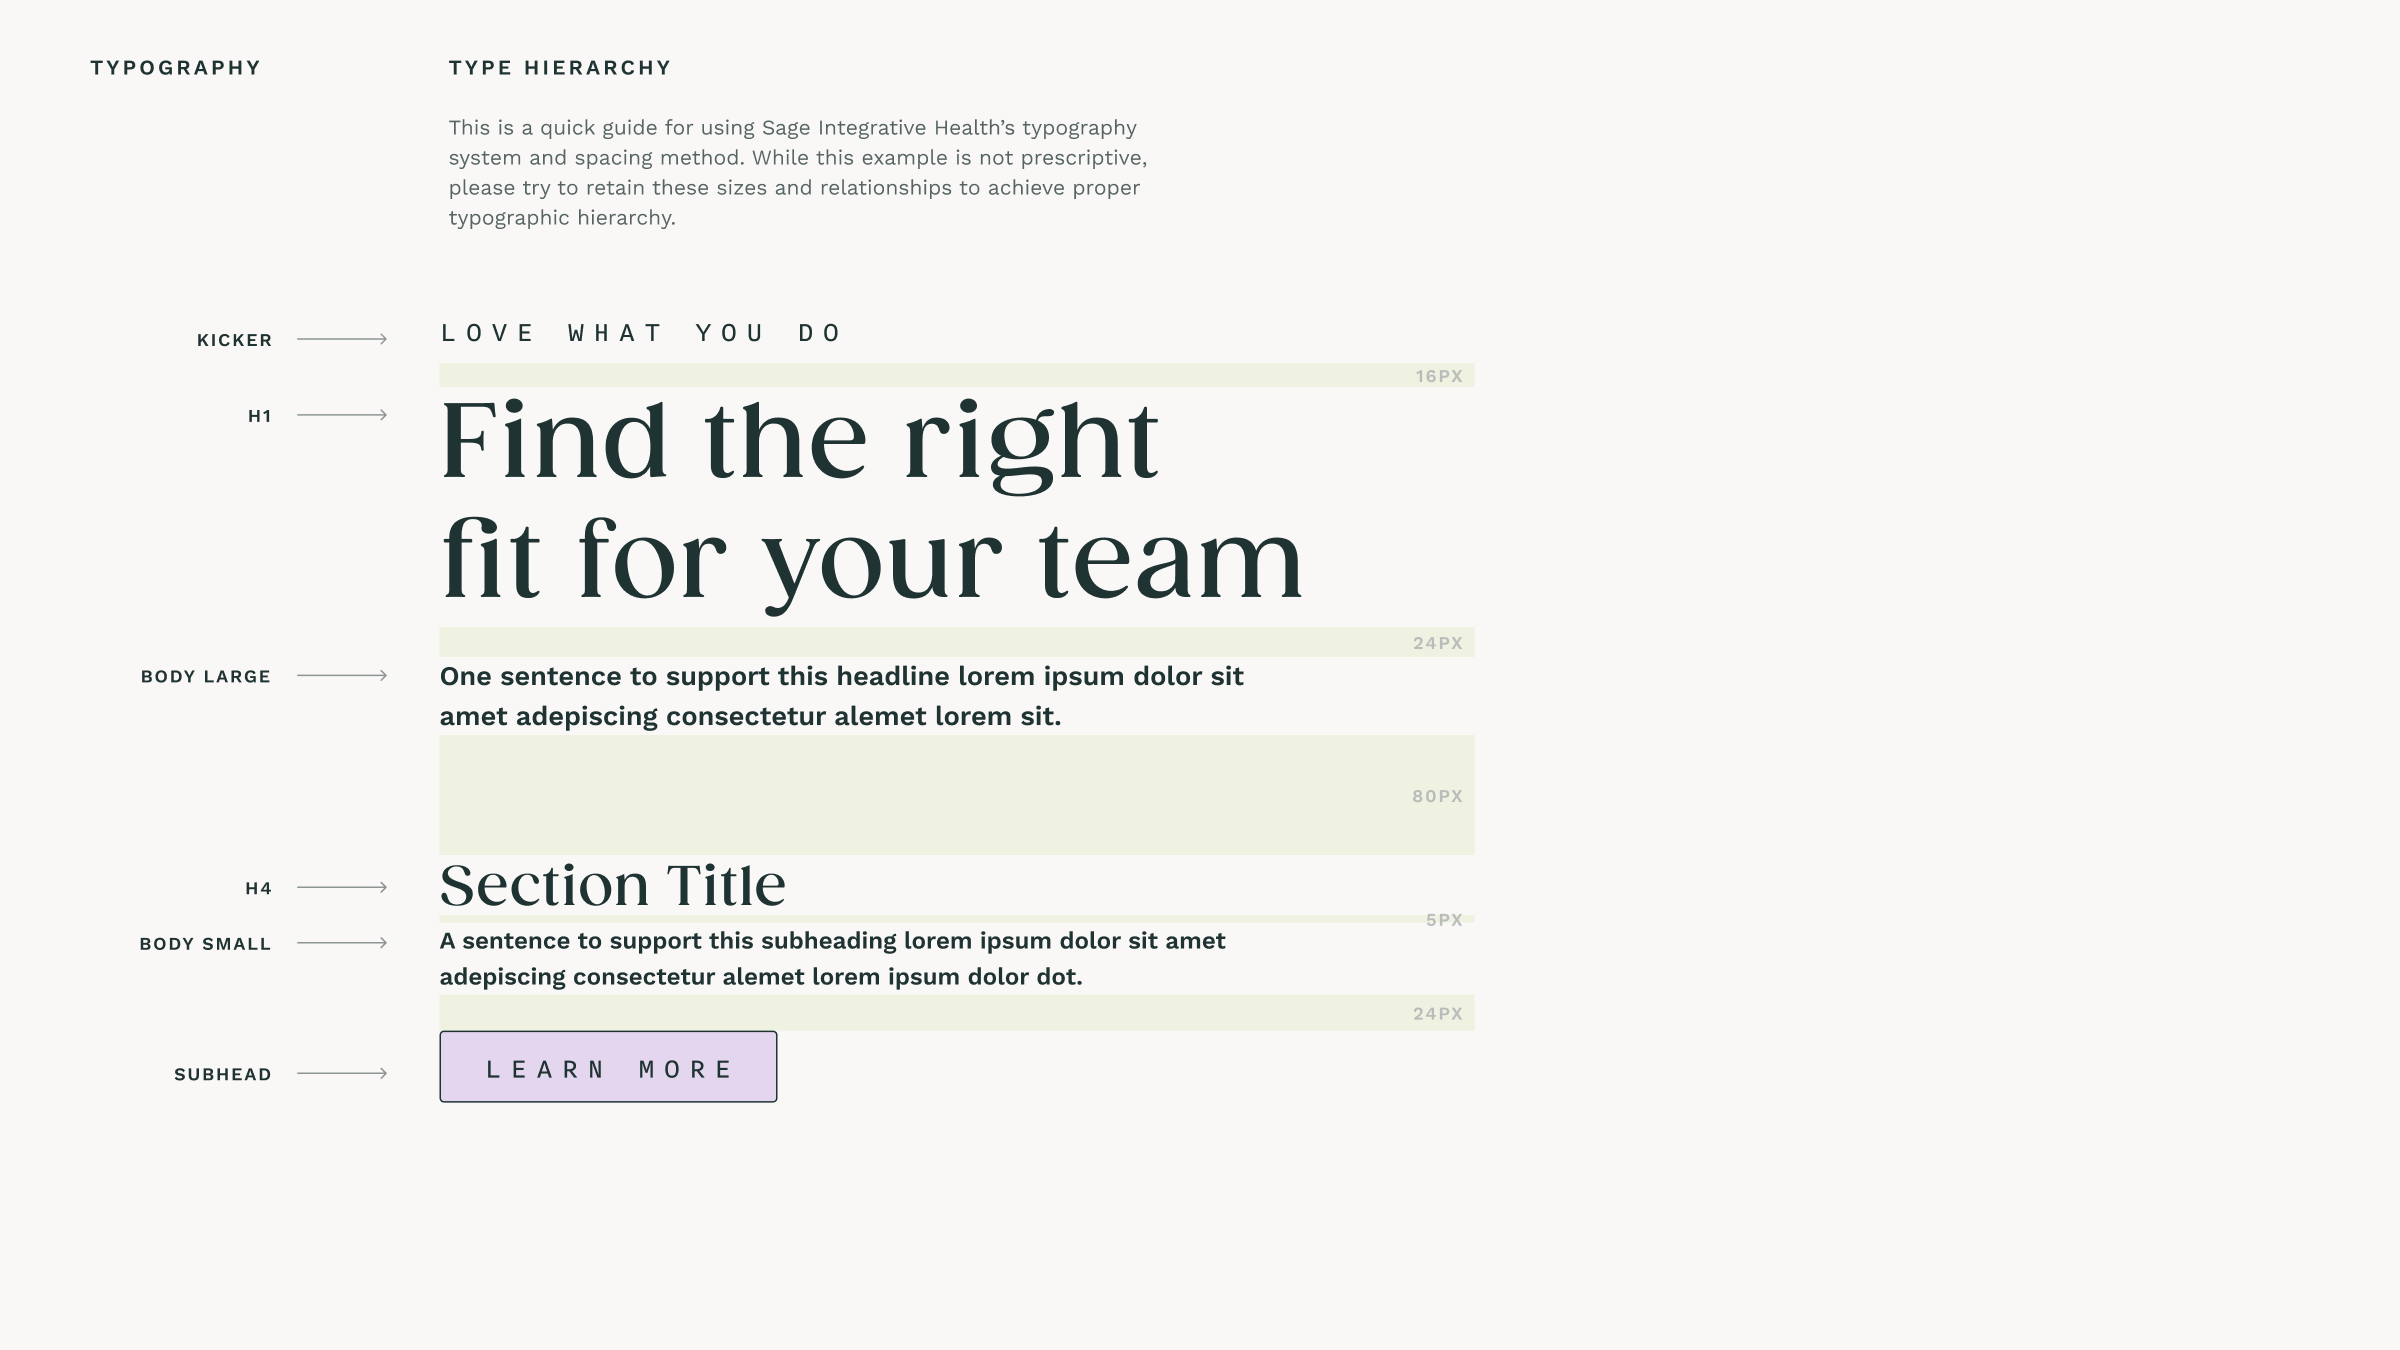 TYPOGRAPHY
TYPE HIERARCHY
This is a quick guide for using Sage Integrative Health’s typography
system and spacing method. While this example is not prescriptive,
please try to retain these sizes and relationships to achieve proper
typographic hierarchy.
KICKER
LOVE WHAT YOU DO
16PX
H1
Find the right
fit for your team
24PX
BODY LARGE
One sentence to support this headline lorem ipsum dolor sit
amet adepiscing consectetur alemet lorem sit.
80PX
H4
Section Title
5PX
BODY SMALL
A sentence to support this subheading lorem ipsum dolor sit amet
adepiscing consectetur alemet lorem ipsum dolor dot.
24PX
SUBHEAD
LEARN MORE